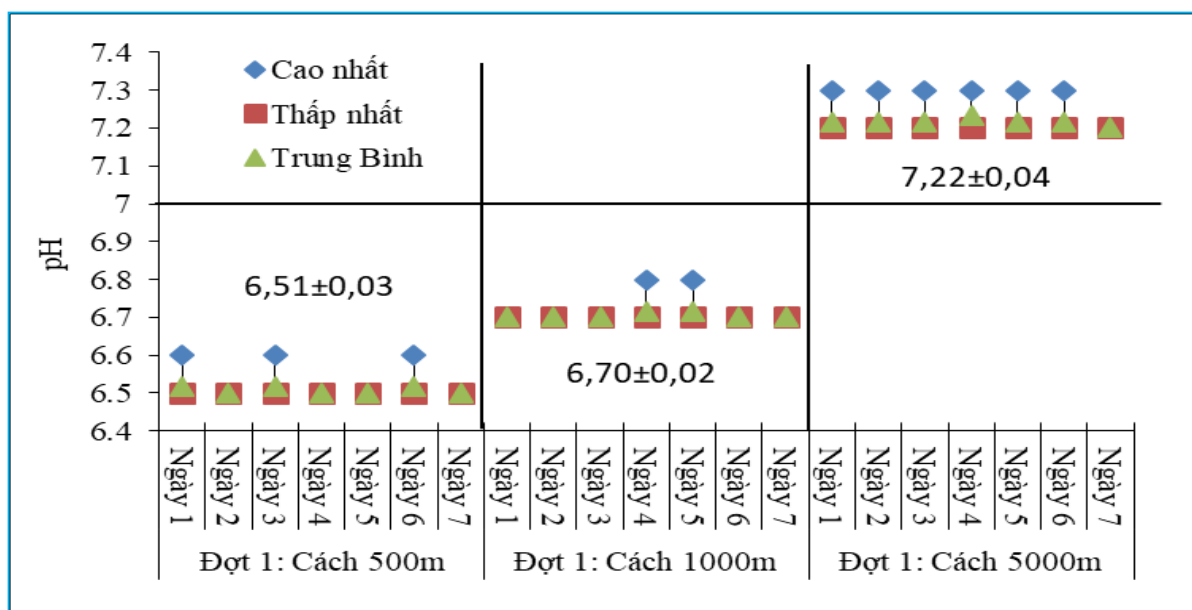 7.4
7.3
7.2
7.1
7
6.9
6.8
6.7
6.6
6.5
6.4
pH
Cao nhất
Thấp nhất
Trung Bình
6,51±0,03
6,70±0,02
7,22±0,04
Ngày 1
Ngày 2
Ngày 3
Ngày 4
Ngày 5
Ngày 6
Ngày 7
Ngày 1
Ngày 2
Ngày 3
Ngày 4
Ngày 5
Ngày 6
Ngày 7
Ngày 1
Ngày 2
Ngày 3
Ngày 4
Ngày 5
Ngày 6
Ngày 7
Đợt 1: Cách 500m
Đợt 1: Cách 1000m
Đợt 1: Cách 5000m